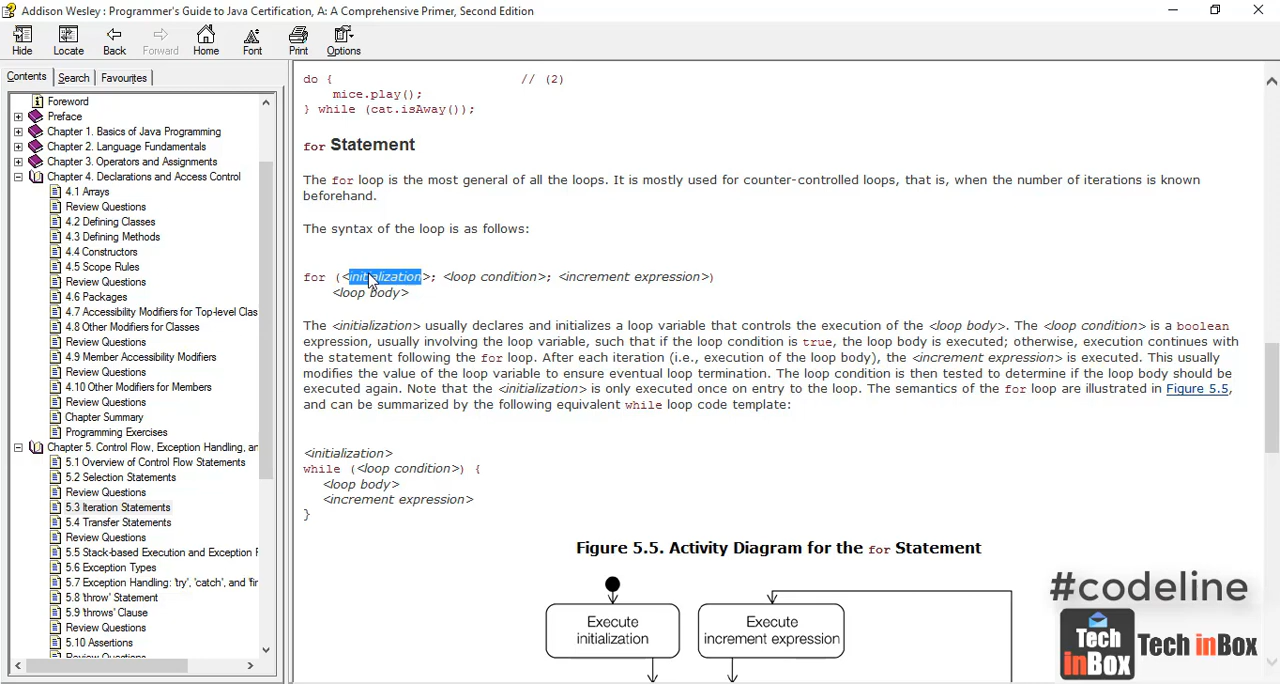 Addison Wesley : Programmer's Guide to Java Certification, A: A Comprehensive Primer, Second Edition
Hide Locate Back Forward Home Font Print Options
Contents Search Favourites
Foreword
Preface
Chapter 1. Basics of Java Programming
Chapter 2. Language Fundamentals
Chapter 3. Operators and Assignments
Chapter 4. Declarations and Access Control
4.1 Arrays
Review Questions
4.2 Defining Classes
4.3 Defining Methods
4.4 Constructors
4.5 Scope Rules
Review Questions
4.6 Packages
4.7 Accessibility Modifiers for Top-level Clas
4.8 Other Modifiers for Classes
Review Questions
4.9 Member Accessibility Modifiers
Review Questions
4.10 Other Modifiers for Members
Review Questions
Chapter Summary
Programming Exercises
Chapter 5. Control Flow, Exception Handling, an
5.1 Overview of Control Flow Statements
5.2 Selection Statements
Review Questions
5.3 Iteration Statements
5.4 Transfer Statements
Review Questions
5.5 Stack-based Execution and Exception F
5.6 Exception Types
5.7 Exception Handling: 'try', 'catch', and 'fir
5.8 'throw' Statement
5.9 'throws' Clause
Review Questions
5.10 Assertions
Review Questions
do { // (2)
mice.play();
} while (cat.isAway());
for Statement
The for loop is the most general of all the loops. It is mostly used for counter-controlled loops, that is, when the number of iterations is known
beforehand.
The syntax of the loop is as follows:
for (<initialization>; <loop condition>; <increment expression>)
<loop body>
The <initialization> usually declares and initializes a loop variable that controls the execution of the <loop body>. The <loop condition> is a boolean
expression, usually involving the loop variable, such that if the loop condition is true, the loop body is executed; otherwise, execution continues with
the statement following the for loop. After each iteration (i.e., execution of the loop body), the <increment expression> is executed. This usually
modifies the value of the loop variable to ensure eventual loop termination. The loop condition is then tested to determine if the loop body should be
executed again. Note that the <initialization> is only executed once on entry to the loop. The semantics of the for loop are illustrated in Figure 5.5,
and can be summarized by the following equivalent while loop code template:
<initialization>
while (<loop condition>) {
<loop body>
<increment expression>
}
Figure 5.5. Activity Diagram for the for Statement
Execute
initialization
Execute
increment expression
#codeline
Tech
inBox
Tech inBox